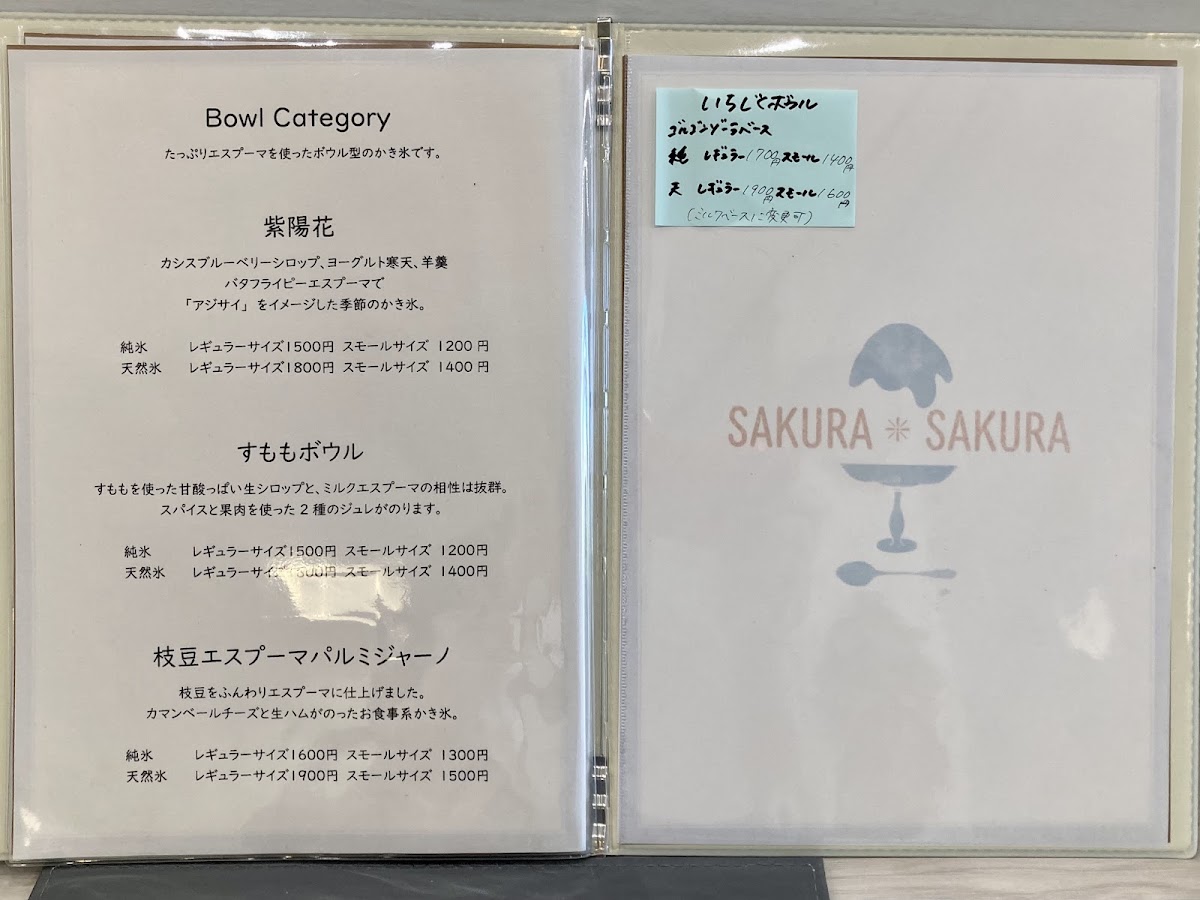 Bowl Category
たっぷりエスプーマを使ったボウル型のかき氷です。
紫陽花
カシスブルーベリーシロップ、ヨーグルト寒天、羊羹
バタフライピーエスプーマで
「アジサイ」をイメージした季節のかき氷。
純氷 レギュラーサイズ1500円 スモールサイズ 1200円
天然氷 レギュラーサイズ1800円 スモールサイズ 1400円
すももボウル
すももを使った甘酸っぱい生シロップと、ミルクエスプーマの相性は抜群。
スパイスと果肉を使った2種のジュレがのります。
純氷 レギュラーサイズ1500円 スモールサイズ 1200円
天然氷 レギュラーサイズ1800円 スモールサイズ 1400円
枝豆エスプーマパルミジャーノ
枝豆をふんわりエスプーマに仕上げました。
カマンベールチーズと生ハムがのったお食事系かき氷。
純氷 レギュラーサイズ1600円 スモールサイズ 1300円
天然氷 レギュラーサイズ1900円 スモールサイズ 1500円
いちじくボウル
ゴルゴンゾーラベース
純 レギュラー1700円スモール1400円
天 レギュラー1900円スモール1600円
(ミルクベースに変更可)
SAKURA SAKURA